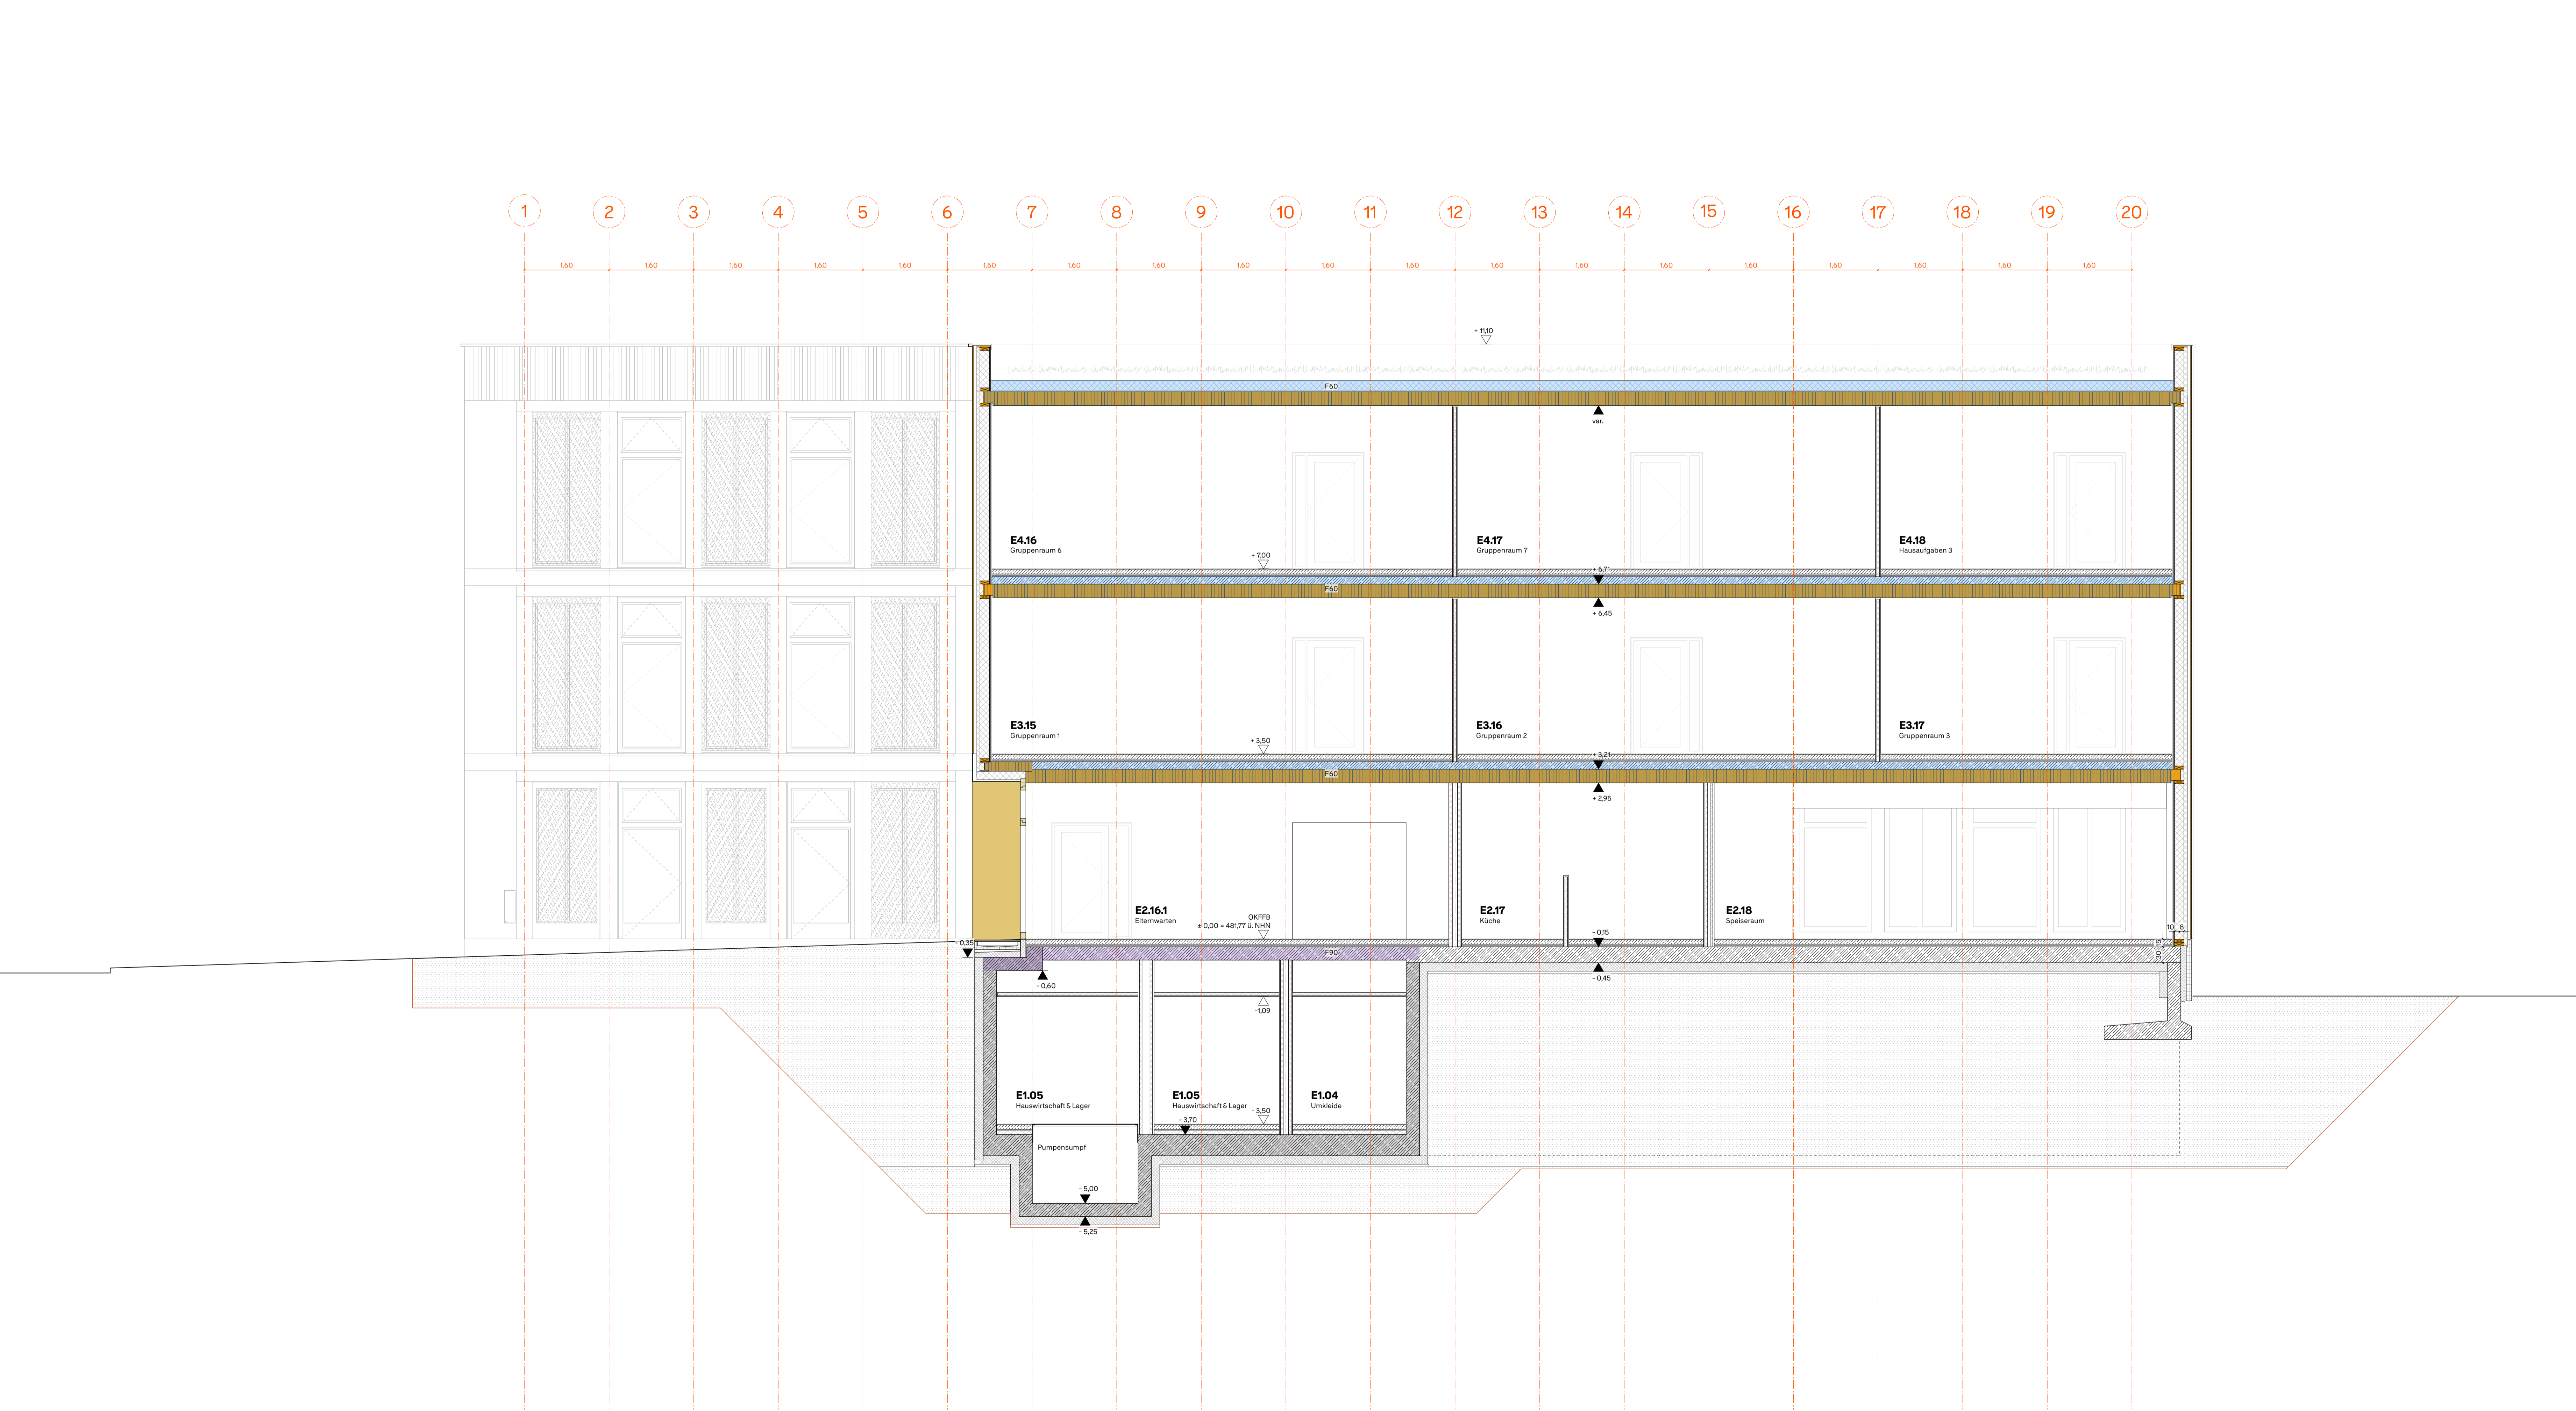 1 2 3 4 5 6 7 8 9 10 11 12 13 14 15 16 17 18 19 20
1,60 1,60 1,60 1,60 1,60 1,60 1,60 1,60 1,60 1,60 1,60 1,60 1,60 1,60 1,60 1,60 1,60 1,60 1,60
+ 11,10
F60
var.
E4.16
Gruppenraum 6
E4.17
Gruppenraum 7
E4.18
Hausaufgaben 3
+ 7,00
+ 6,71
F60
+ 6,45
E3.15
Gruppenraum 1
E3.16
Gruppenraum 2
E3.17
Gruppenraum 3
+ 3,50
+ 3,21
F60
+ 2,95
E2.16.1
Elternwarten
E2.17
Küche
E2.18
Speiseraum
OKFFB
± 0,00 = 481,77 ü. NHN
10 8
- 0,15
- 0,35
15
30
F90
- 0,45
- 0,60
-1,09
E1.05
Hauswirtschaft & Lager
E1.05
Hauswirtschaft & Lager
E1.04
Umkleide
- 3,50
- 3,70
Pumpensumpf
- 5,00
- 5,25